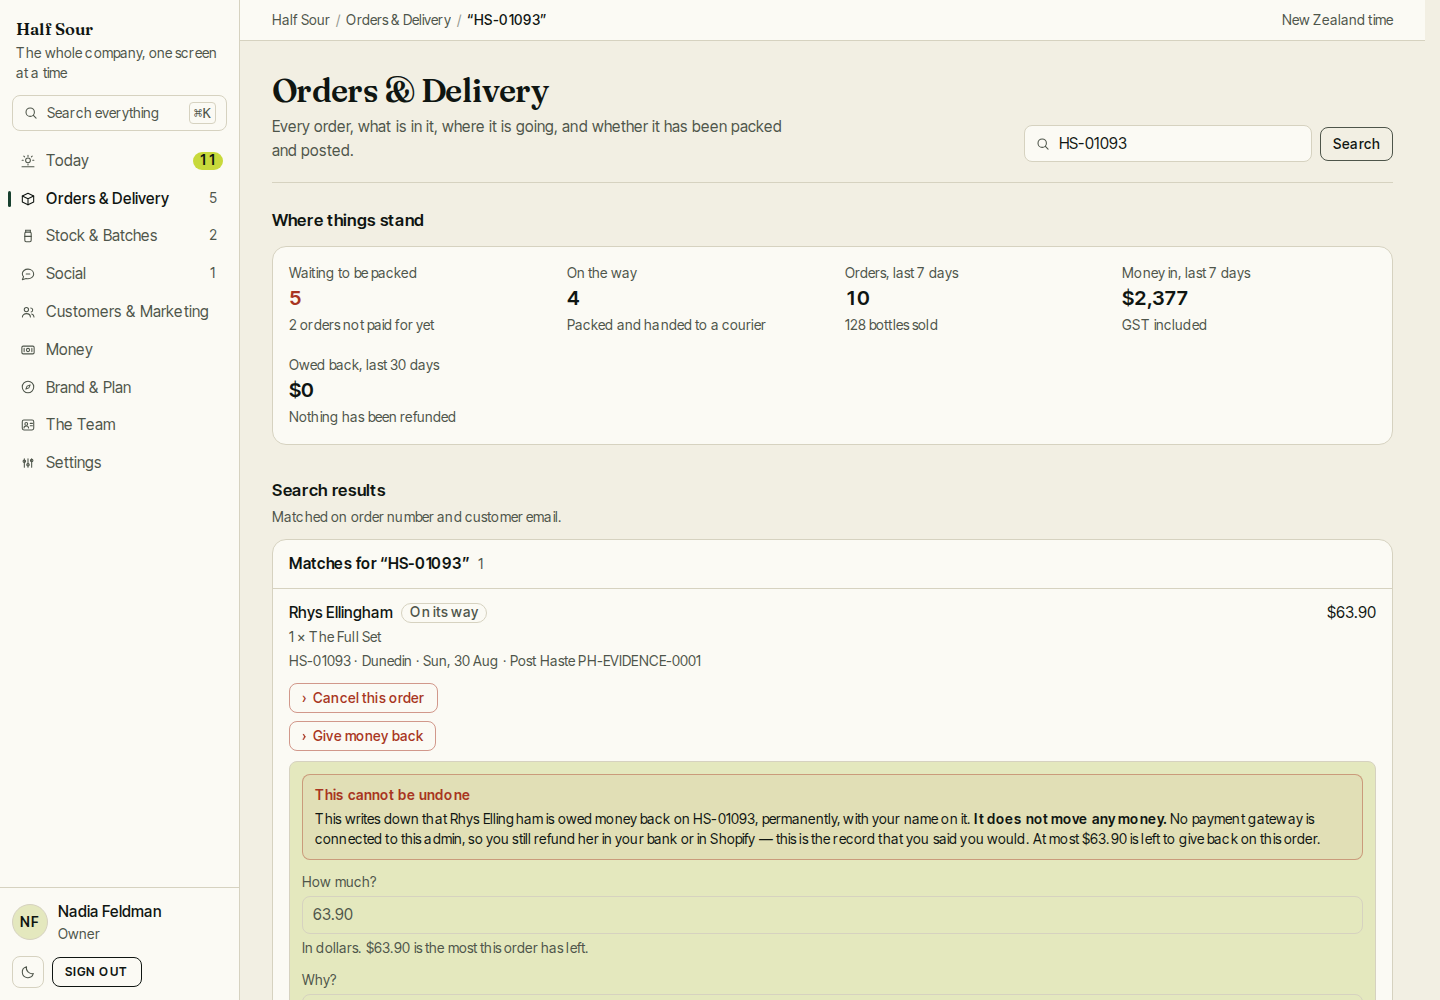 Half Sour
The whole company, one screen
at a time
Search everything ⌘K
Today 11
Orders & Delivery 5
Stock & Batches 2
Social 1
Customers & Marketing
Money
Brand & Plan
The Team
Settings
NF
Nadia Feldman
Owner
SIGN OUT
Half Sour / Orders & Delivery / “HS-01093”
New Zealand time
Orders & Delivery
Every order, what is in it, where it is going, and whether it has been packed
and posted.
HS-01093
Search
Where things stand
Waiting to be packed
5
2 orders not paid for yet
On the way
4
Packed and handed to a courier
Orders, last 7 days
10
128 bottles sold
Money in, last 7 days
$2,377
GST included
Owed back, last 30 days
$0
Nothing has been refunded
Search results
Matched on order number and customer email.
Matches for “HS-01093” 1
Rhys Ellingham On its way $63.90
1 × The Full Set
HS-01093 · Dunedin · Sun, 30 Aug · Post Haste PH-EVIDENCE-0001
› Cancel this order
› Give money back
This cannot be undone
This writes down that Rhys Ellingham is owed money back on HS-01093, permanently, with your name on it. It does not move any money. No payment gateway is
connected to this admin, so you still refund her in your bank or in Shopify — this is the record that you said you would. At most $63.90 is left to give back on this order.
How much?
63.90
In dollars. $63.90 is the most this order has left.
Why?